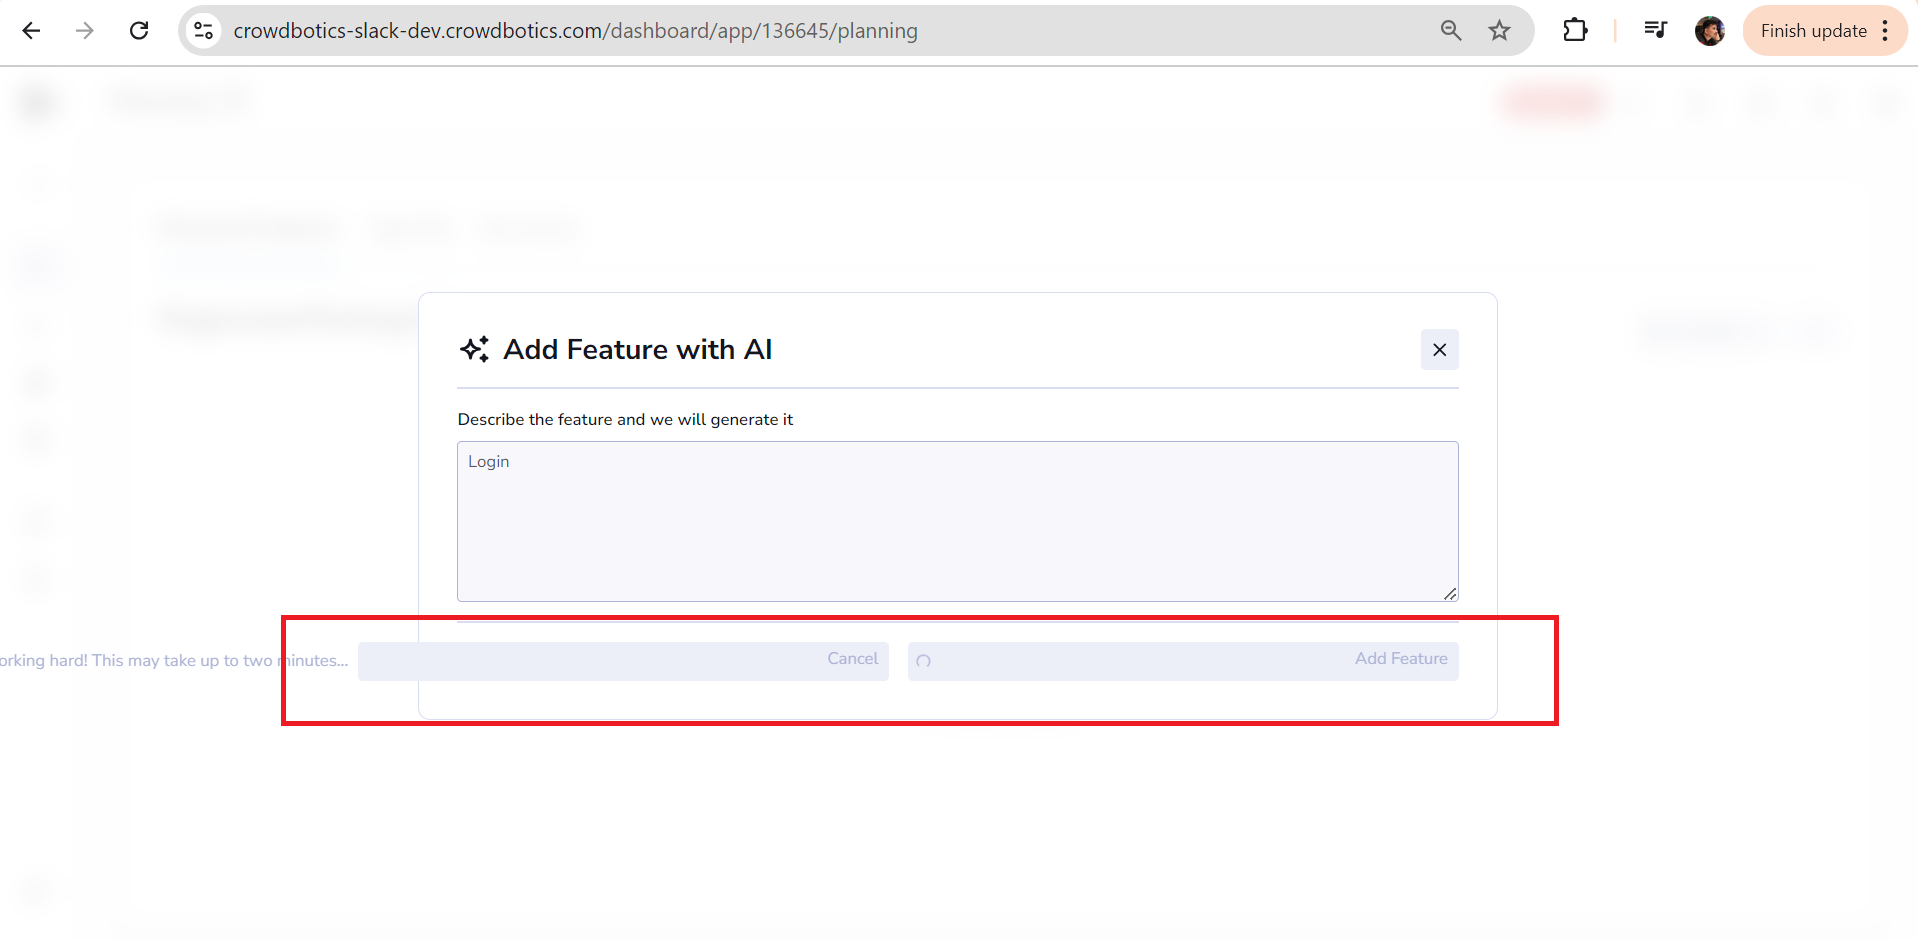 crowdbotics-slack-dev.crowdbotics.com/dashboard/app/136645/planning
Finish update
Add Feature with AI
Describe the feature and we will generate it
Login
orking hard! This may take up to two minutes...
Cancel
Add Feature